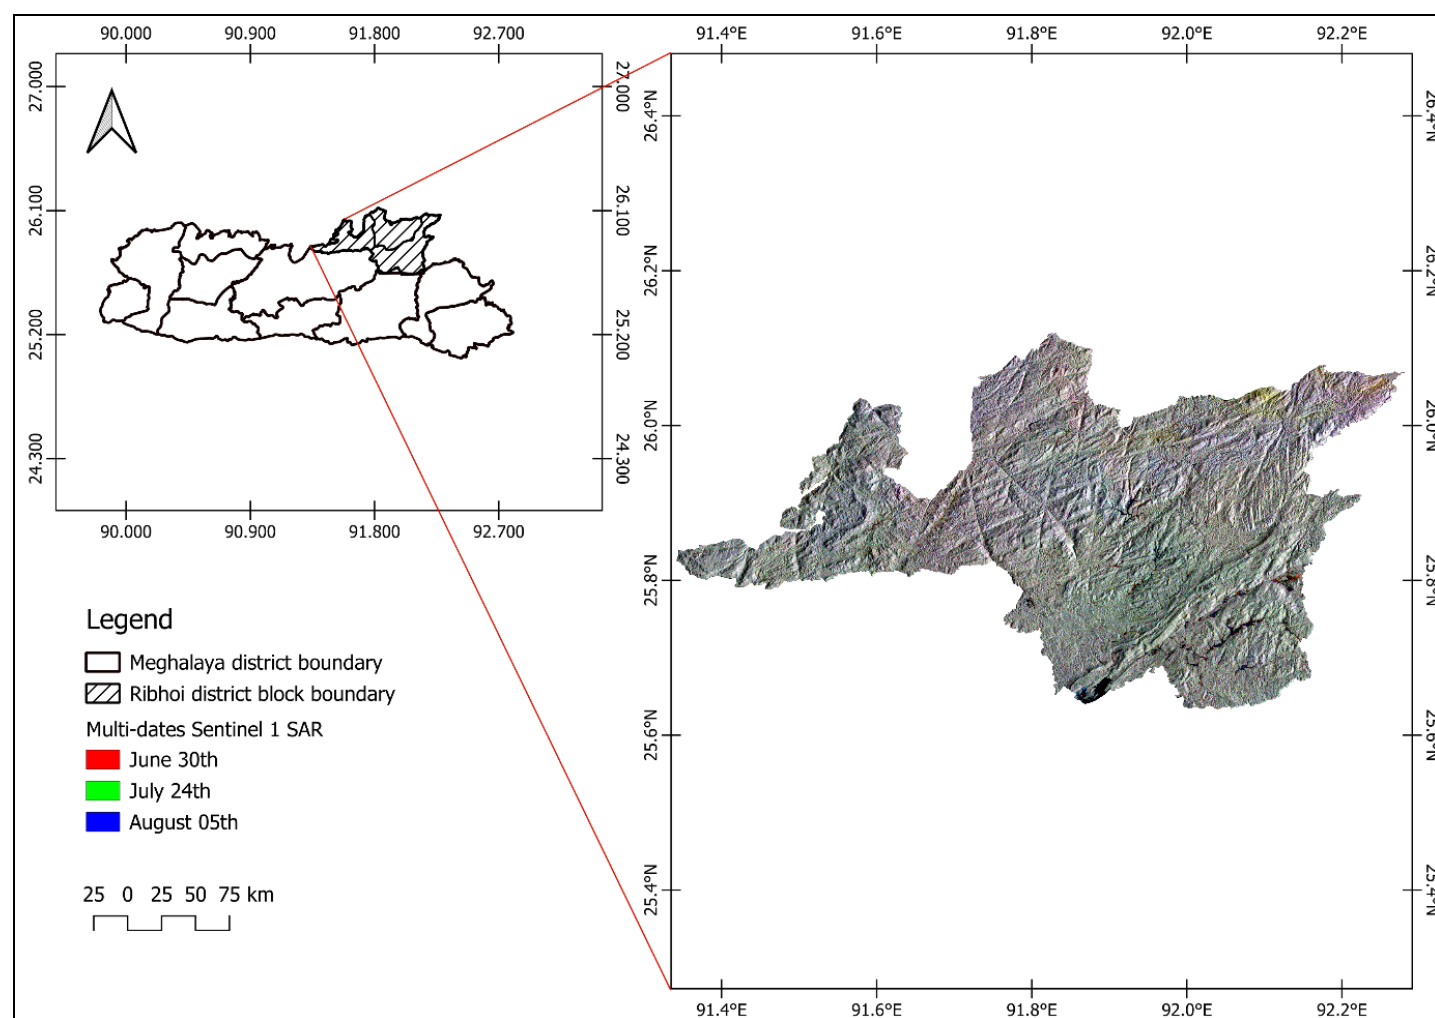 90.000 90.900 91.800 92.700
27.000 27.000
26.100 26.100
25.200 25.200
24.300 24.300
90.000 90.900 91.800 92.700
91.4°E 91.6°E 91.8°E 92.0°E 92.2°E
26.4°N 26.4°N
26.2°N 26.2°N
26.0°N 26.0°N
25.8°N 25.8°N
25.6°N 25.6°N
25.4°N 25.4°N
91.4°E 91.6°E 91.8°E 92.0°E 92.2°E
Legend
Meghalaya district boundary
Ribhoi district block boundary
Multi-dates Sentinel 1 SAR
June 30th
July 24th
August 05th
25 0 25 50 75 km